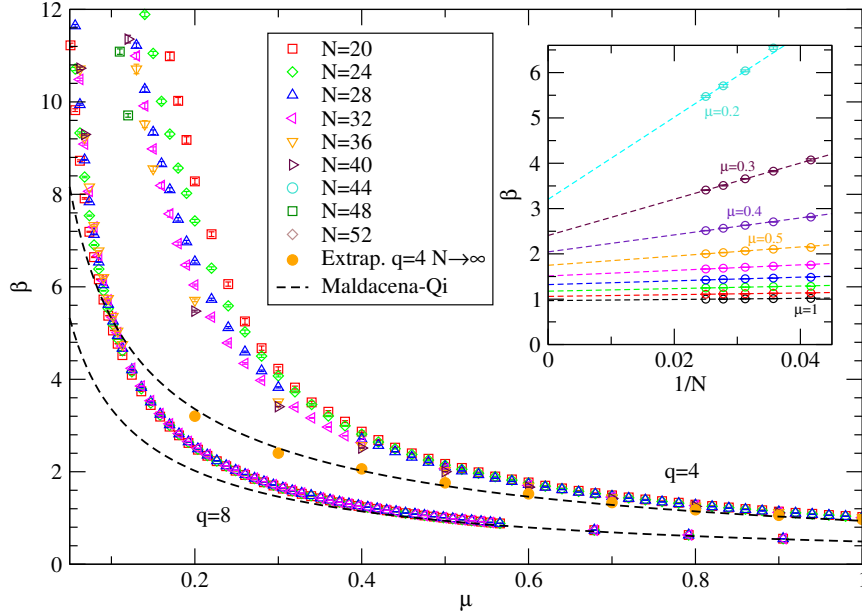 12
10
8
6
4
2
0
β
0.2
0.4
0.6
0.8
1
μ
N=20
N=24
N=28
N=32
N=36
N=40
N=44
N=48
N=52
Extrap. q=4 N→∞
Maldacena-Qi
q=8
q=4
6
5
4
3
2
1
0
β
0
0.02
0.04
1/N
μ=0.2
μ=0.3
μ=0.4
μ=0.5
μ=1